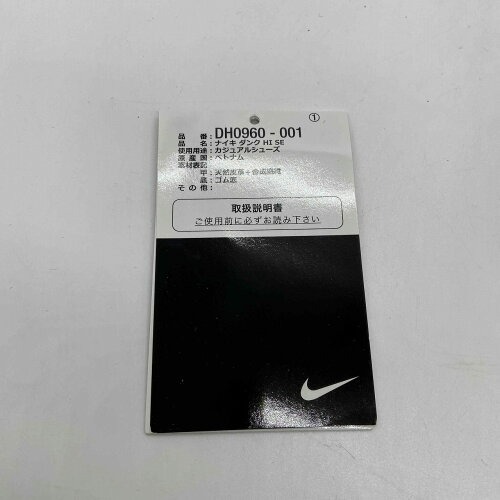 ①
品番: DH0960 - 001
品名: ナイキ ダンク HI SE
使用用途: カジュアルシューズ
原産国: ベトナム
素材表記
甲: 天然皮革+合成繊維
底: ゴム底
その他:
取扱説明書
ご使用前に必ずお読み下さい